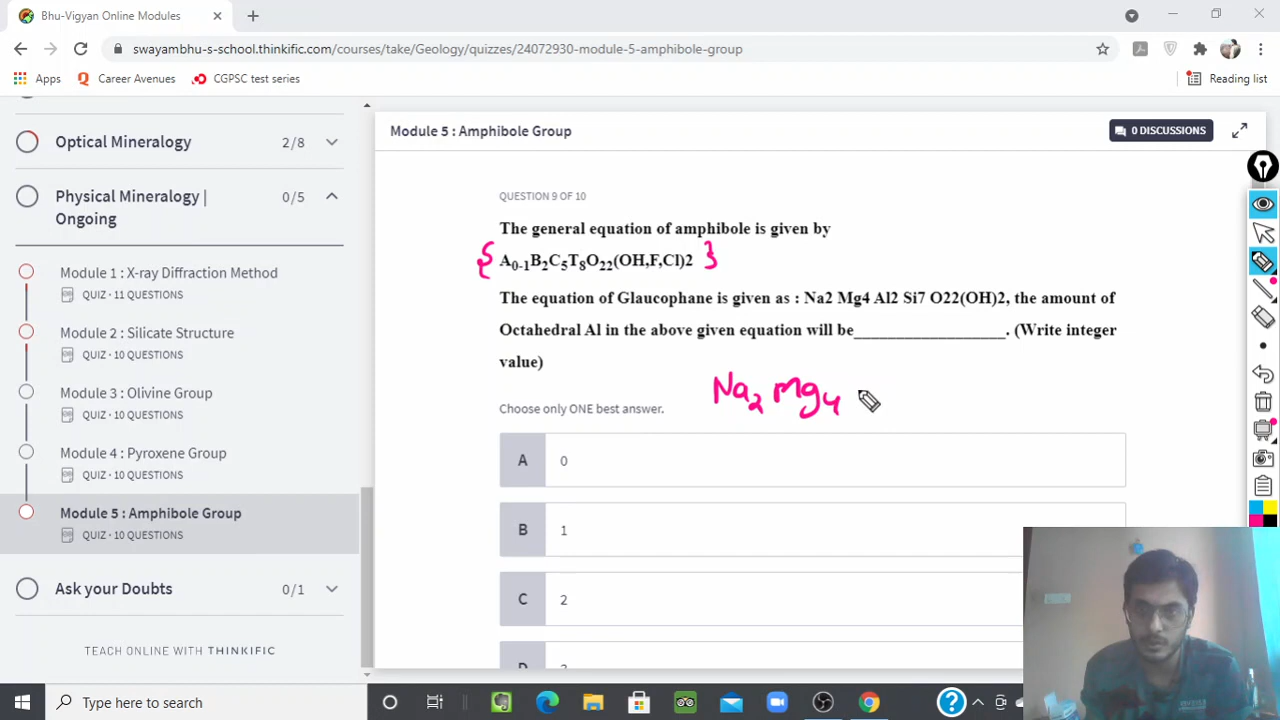 Bhu-Vigyan Online Modules
swayambhu-s-school.thinkific.com/courses/take/Geology/quizzes/24072930-module-5-amphibole-group
Apps Career Avenues CGPSC test series Reading list
Optical Mineralogy 2/8
Physical Mineralogy | 0/5
Ongoing
Module 1 : X-ray Diffraction Method
QUIZ · 11 QUESTIONS
Module 2 : Silicate Structure
QUIZ · 10 QUESTIONS
Module 3 : Olivine Group
QUIZ · 10 QUESTIONS
Module 4 : Pyroxene Group
QUIZ · 10 QUESTIONS
Module 5 : Amphibole Group
QUIZ · 10 QUESTIONS
Ask your Doubts 0/1
TEACH ONLINE WITH THINKIFIC
Module 5 : Amphibole Group
0 DISCUSSIONS
QUESTION 9 OF 10
The general equation of amphibole is given by
{ A0-1B2C5T8O22(OH,F,Cl)2 }
The equation of Glaucophane is given as : Na2 Mg4 Al2 Si7 O22(OH)2, the amount of
Octahedral Al in the above given equation will be__________________. (Write integer
value)
Na2 Mg4
Choose only ONE best answer.
A 0
B 1
C 2
D
Type here to search